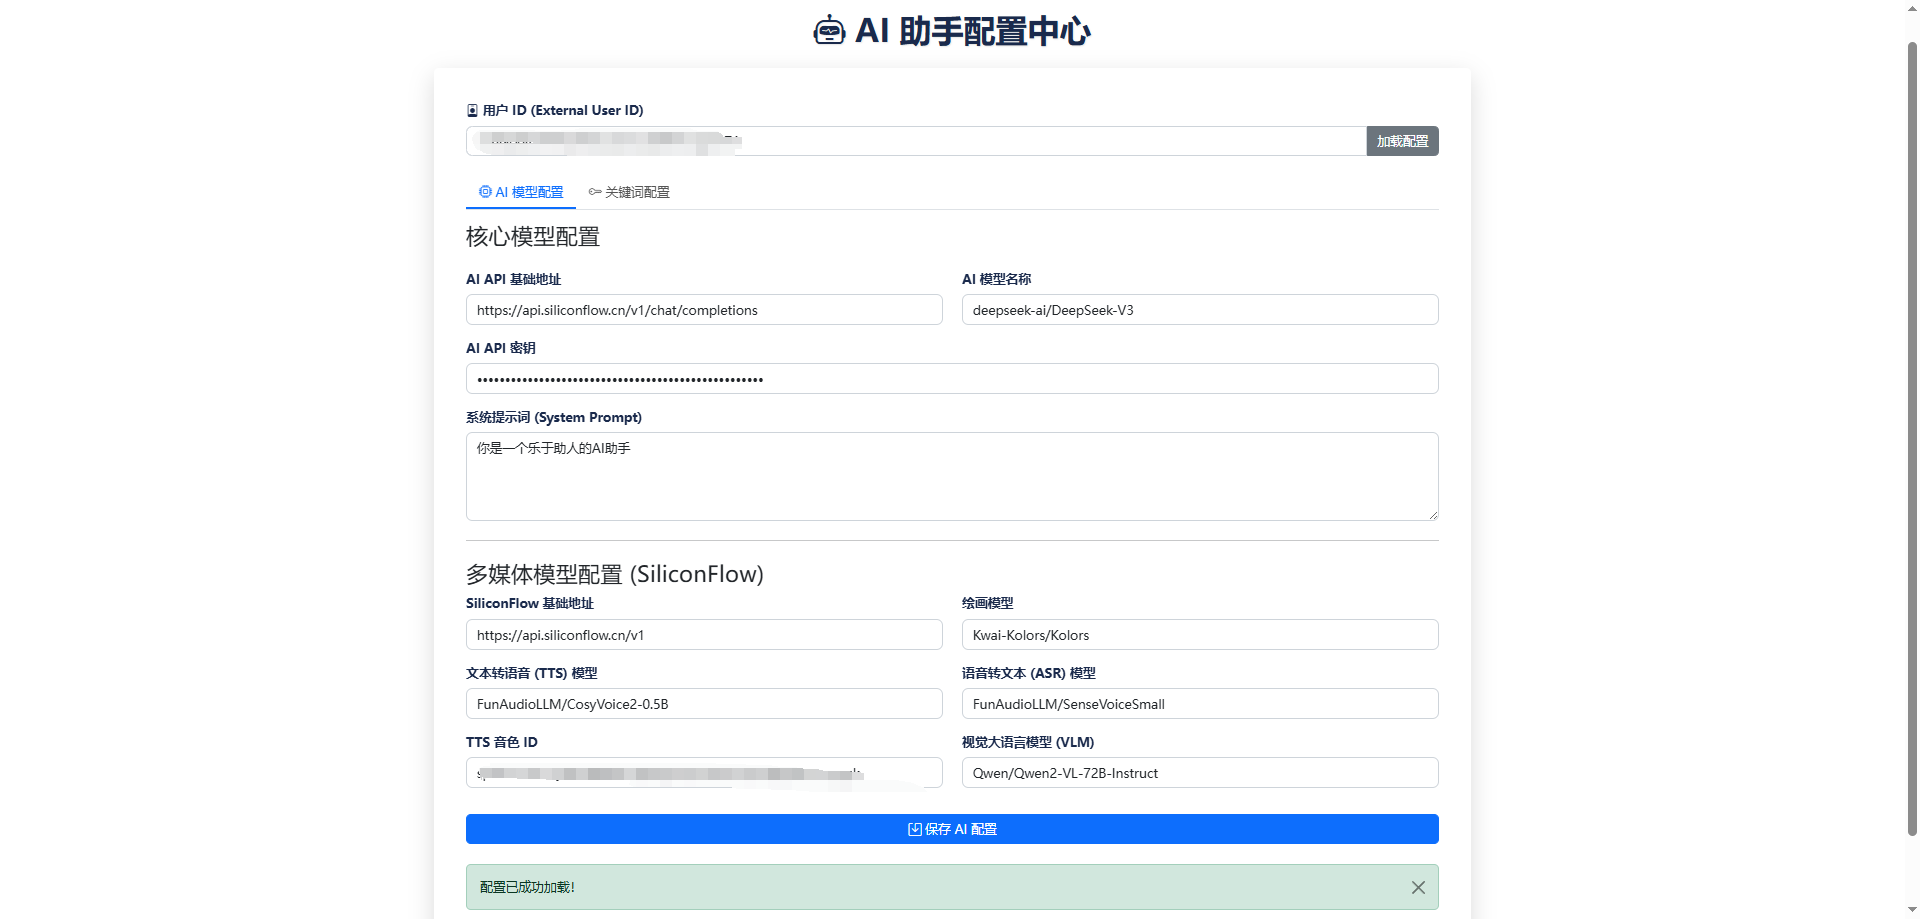 AI 助手配置中心
用户 ID (External User ID)
加载配置
AI 模型配置 关键词配置
核心模型配置
AI API 基础地址
https://api.siliconflow.cn/v1/chat/completions
AI 模型名称
deepseek-ai/DeepSeek-V3
AI API 密钥
••••••••••••••••••••••••••••••••••••••••••••••••••••
系统提示词 (System Prompt)
你是一个乐于助人的AI助手
多媒体模型配置 (SiliconFlow)
SiliconFlow 基础地址
https://api.siliconflow.cn/v1
绘画模型
Kwai-Kolors/Kolors
文本转语音 (TTS) 模型
FunAudioLLM/CosyVoice2-0.5B
语音转文本 (ASR) 模型
FunAudioLLM/SenseVoiceSmall
TTS 音色 ID
视觉大语言模型 (VLM)
Qwen/Qwen2-VL-72B-Instruct
保存 AI 配置
配置已成功加载!